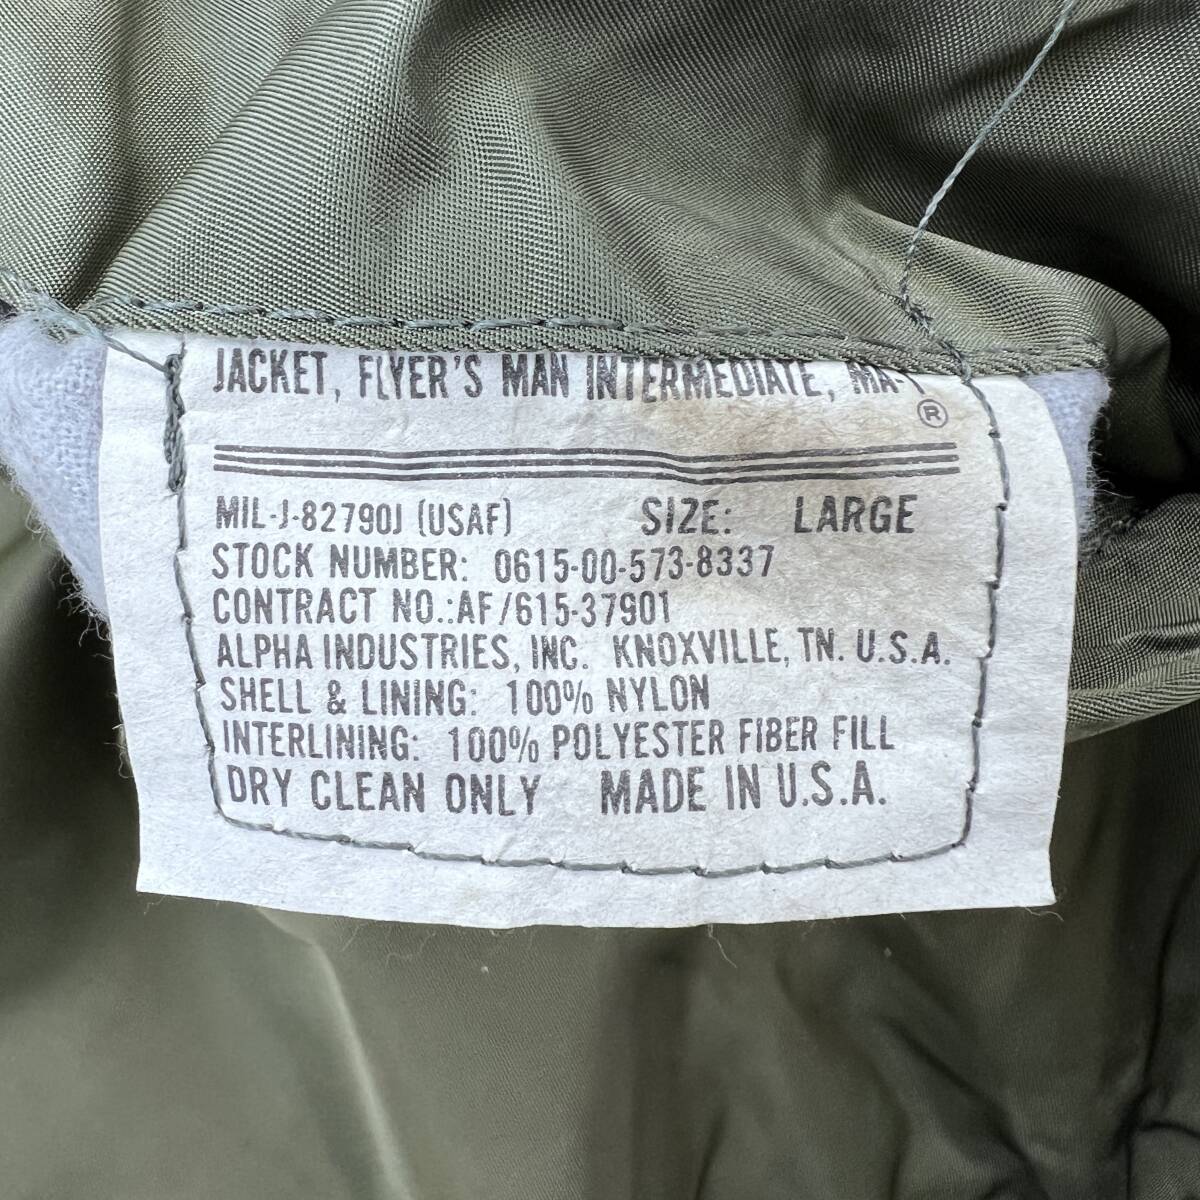 JACKET, FLYER'S MAN INTERMEDIATE, MA-1
®
MIL-J-82790J (USAF) SIZE: LARGE
STOCK NUMBER: 0615-00-573-8337
CONTRACT NO.:AF/615-37901
ALPHA INDUSTRIES, INC. KNOXVILLE, TN. U.S.A.
SHELL & LINING: 100% NYLON
INTERLINING: 100% POLYESTER FIBER FILL
DRY CLEAN ONLY MADE IN U.S.A.